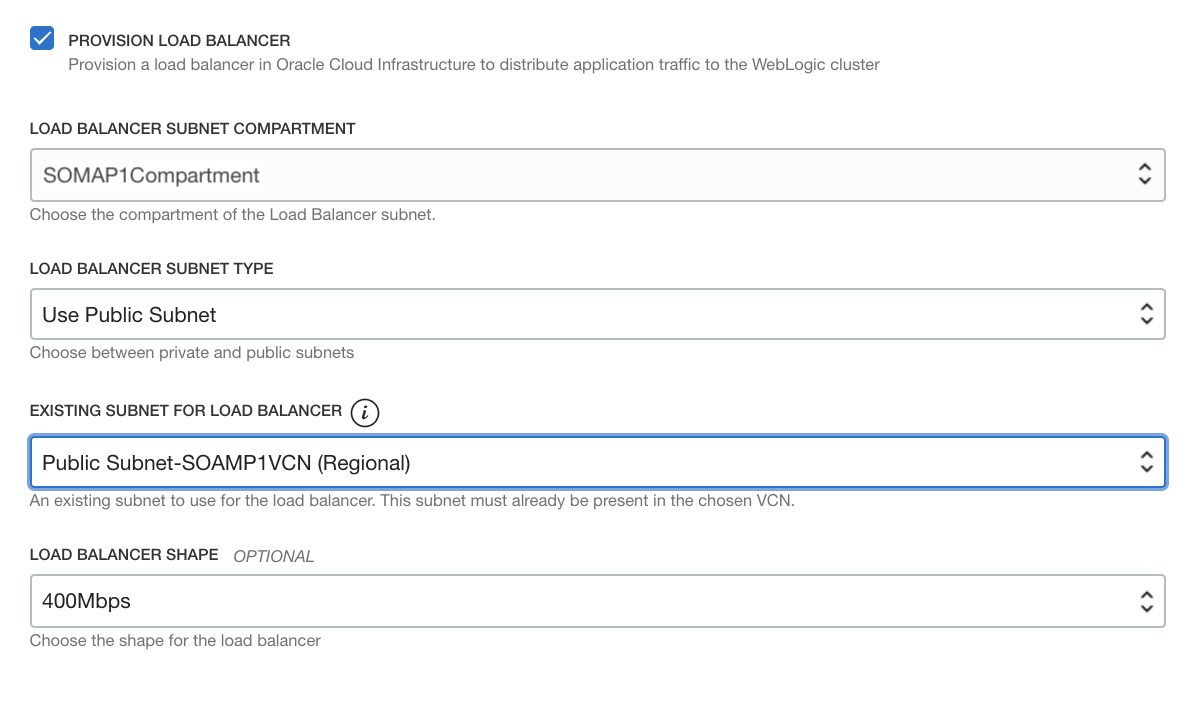 PROVISION LOAD BALANCER
Provision a load balancer in Oracle Cloud Infrastructure to distribute application traffic to the WebLogic cluster
LOAD BALANCER SUBNET COMPARTMENT
SOMAP1Compartment
Choose the compartment of the Load Balancer subnet.
LOAD BALANCER SUBNET TYPE
Use Public Subnet
Choose between private and public subnets
EXISTING SUBNET FOR LOAD BALANCER i
Public Subnet-SOAMP1VCN (Regional)
An existing subnet to use for the load balancer. This subnet must already be present in the chosen VCN.
LOAD BALANCER SHAPE OPTIONAL
400Mbps
Choose the shape for the load balancer